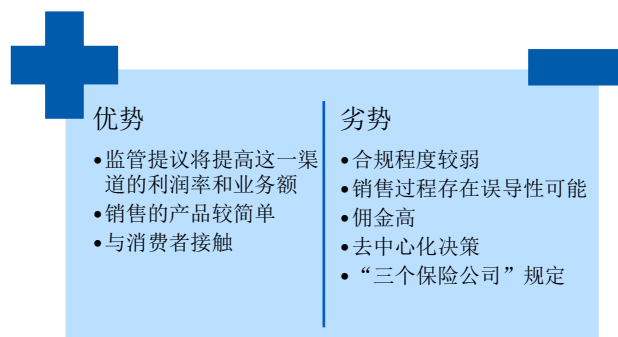 优势
•监管提议将提高这一渠
道的利润率和业务额
•销售的产品较简单
•与消费者接触
劣势
•合规程度较弱
•销售过程存在误导性可能
•佣金高
•去中心化决策
•“三个保险公司”规定